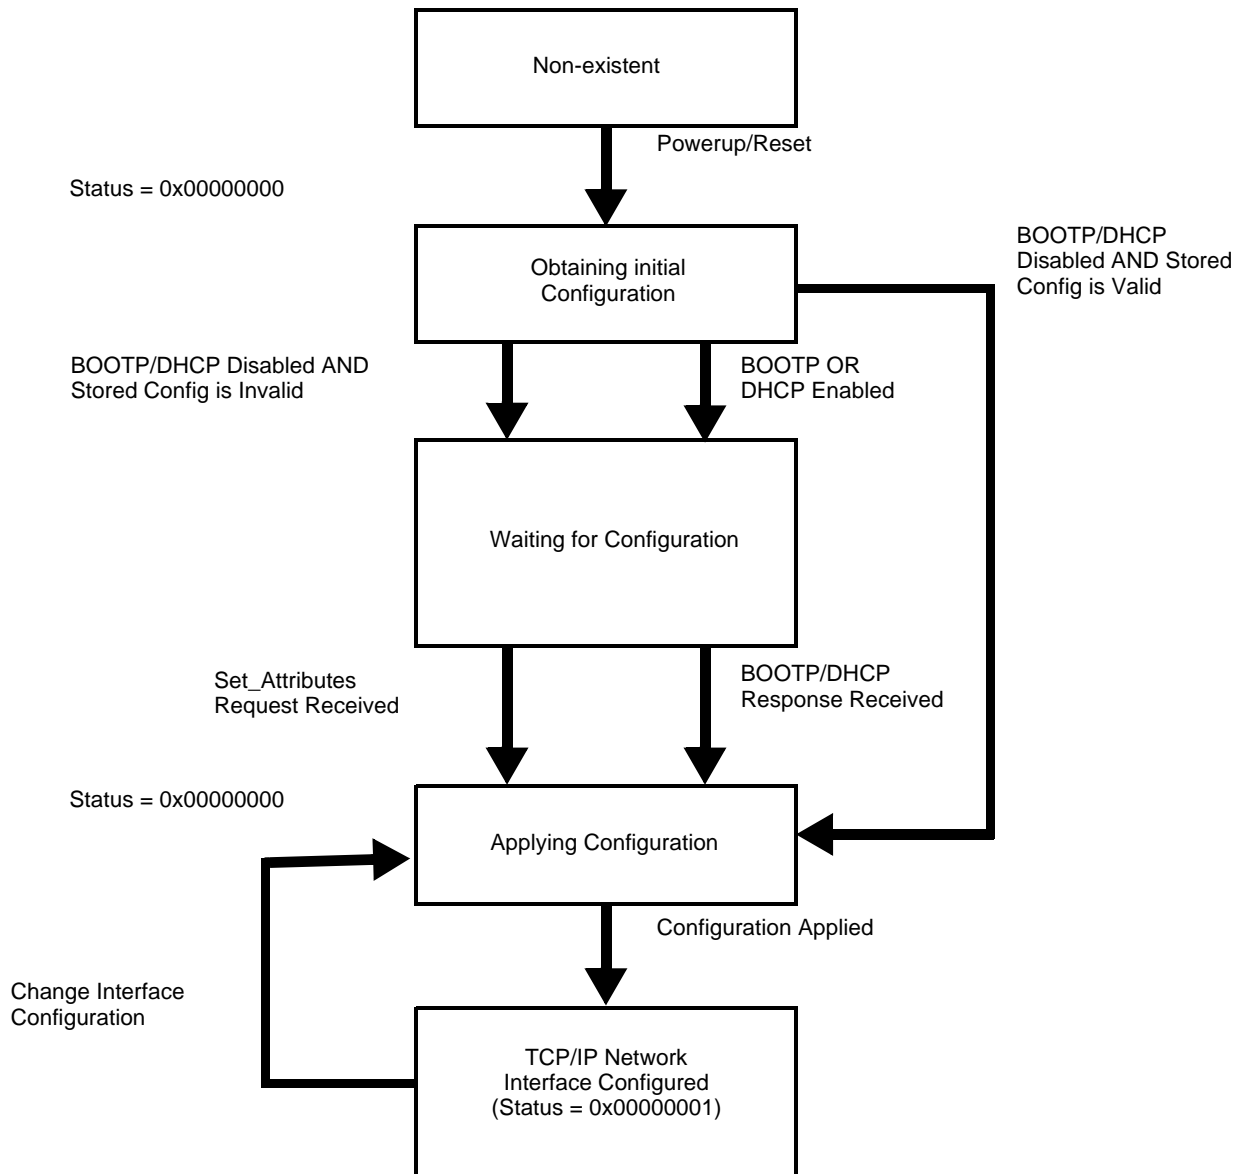 Non-existent
Powerup/Reset
Status = 0x00000000
BOOTP/DHCP
Disabled AND Stored
Config is Valid
Obtaining initial
Configuration
BOOTP/DHCP Disabled AND
Stored Config is Invalid
BOOTP OR
DHCP Enabled
Waiting for Configuration
Set_Attributes
Request Received
BOOTP/DHCP
Response Received
Status = 0x00000000
Applying Configuration
Configuration Applied
Change Interface
Configuration
TCP/IP Network
Interface Configured
(Status = 0x00000001)